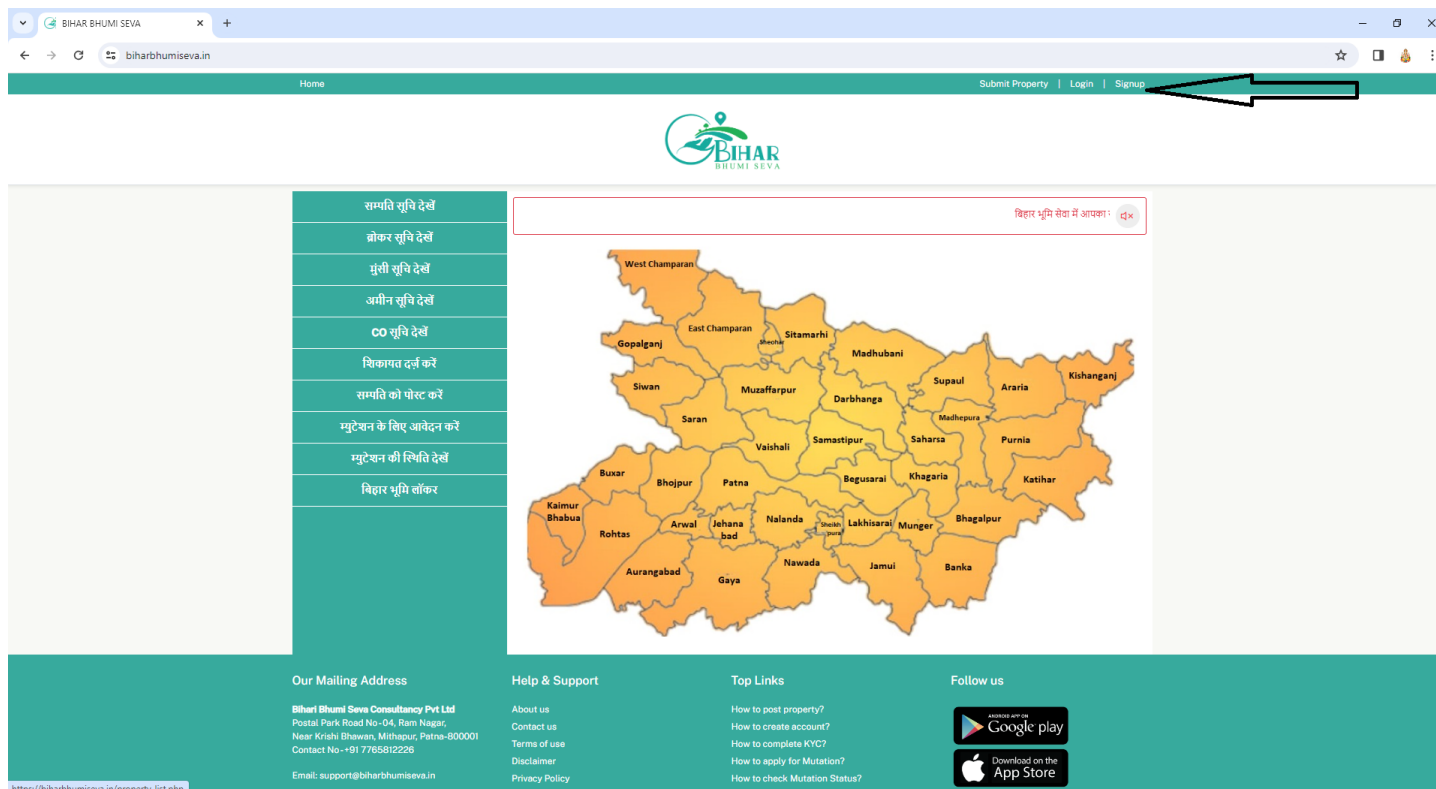 BIHAR BHUMI SEVA
biharbhumiseva.in
Home
Submit Property | Login | Signup
BIHAR
BHUMI SEVA
सम्पति सूचि देखें
ब्रोकर सूचि देखें
मुंसी सूचि देखें
अमीन सूचि देखें
CO सूचि देखें
शिकायत दर्ज़ करें
सम्पति को पोस्ट करें
म्युटेशन के लिए आवेदन करें
म्युटेशन की स्थिति देखें
बिहार भूमि लॉकर
बिहार भूमि सेवा में आपका
West Champaran
East Champaran
Sitamarhi
Sheohar
Gopalganj
Madhubani
Siwan
Muzaffarpur
Darbhanga
Supaul
Araria
Kishanganj
Saran
Madhepura
Vaishali
Samastipur
Saharsa
Purnia
Buxar
Bhojpur
Patna
Begusarai
Khagaria
Katihar
Kaimur
Bhabua
Rohtas
Arwal
Jehana
bad
Nalanda
Sheikh
pura
Lakhisarai
Munger
Bhagalpur
Aurangabad
Gaya
Nawada
Jamui
Banka
Our Mailing Address
Bihari Bhumi Seva Consultancy Pvt Ltd
Postal Park Road No-04, Ram Nagar,
Near Krishi Bhawan, Mithapur, Patna-800001
Contact No-+91 7765812226
Email: support@biharbhumiseva.in
Help & Support
About us
Contact us
Terms of use
Disclaimer
Privacy Policy
Top Links
How to post property?
How to create account?
How to complete KYC?
How to apply for Mutation?
How to check Mutation Status?
Follow us
ANDROID APP ON
Google play
Download on the
App Store
https://biharbhumiseva.in/property_list.php